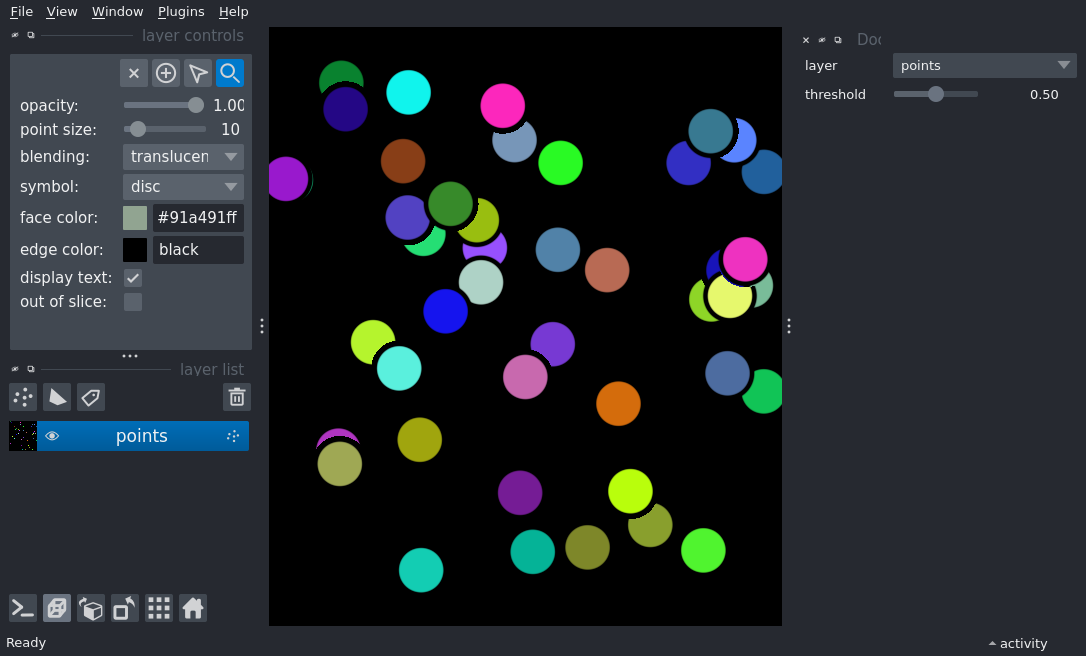 File View Window Plugins Help
layer controls
opacity: 1.00
point size: 10
blending: translucen
symbol: disc
face color: #91a491ff
edge color: black
display text:
out of slice:
layer list
points
Ready
Doc
layer points
threshold 0.50
activity